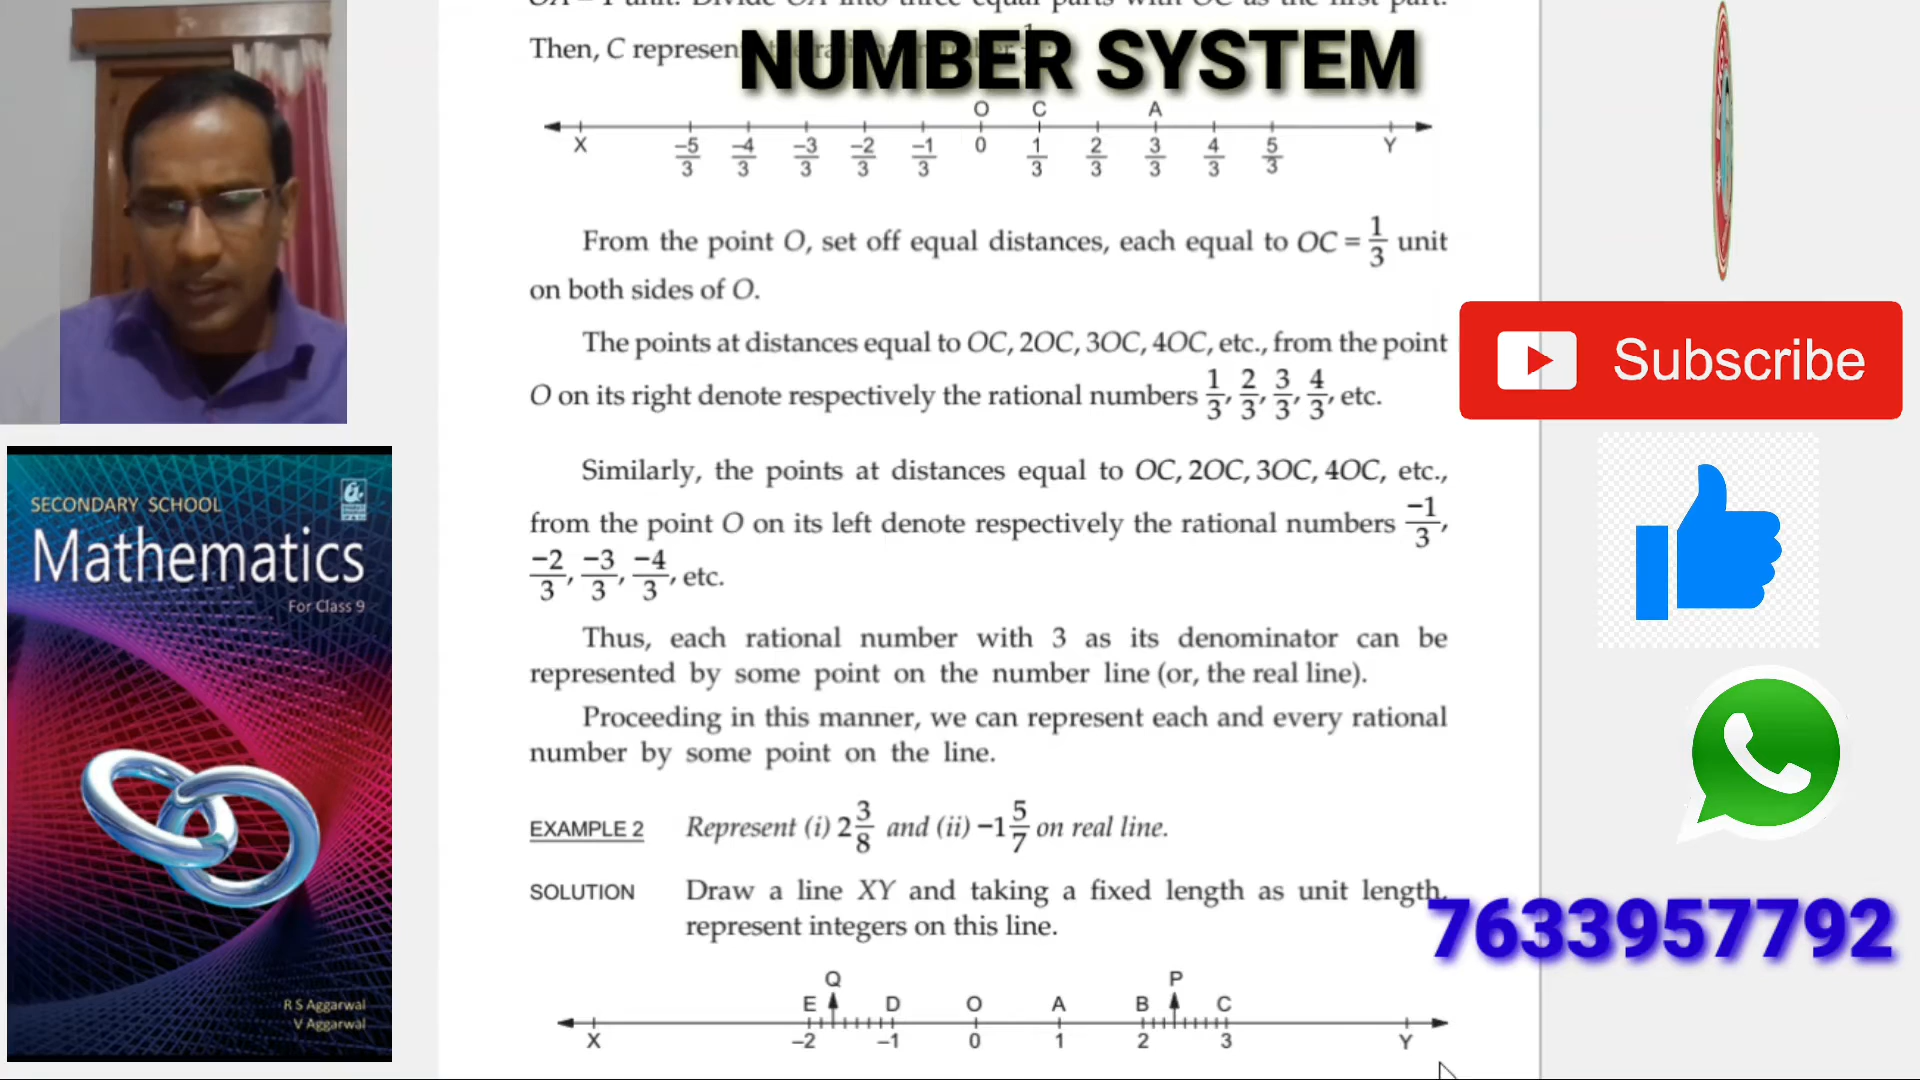 NUMBER SYSTEM
Then, C represen
O C A
X -5/3 -4/3 -3/3 -2/3 -1/3 0 1/3 2/3 3/3 4/3 5/3 Y
From the point O, set off equal distances, each equal to OC = 1/3 unit
on both sides of O.
The points at distances equal to OC, 2OC, 3OC, 4OC, etc., from the point
O on its right denote respectively the rational numbers 1/3, 2/3, 3/3, 4/3, etc.
Similarly, the points at distances equal to OC, 2OC, 3OC, 4OC, etc.,
from the point O on its left denote respectively the rational numbers -1/3,
-2/3, -3/3, -4/3, etc.
Thus, each rational number with 3 as its denominator can be
represented by some point on the number line (or, the real line).
Proceeding in this manner, we can represent each and every rational
number by some point on the line.
EXAMPLE 2 Represent (i) 2 3/8 and (ii) -1 5/7 on real line.
SOLUTION Draw a line XY and taking a fixed length as unit length,
represent integers on this line.
Q P
E D O A B C
X -2 -1 0 1 2 3 Y
SECONDARY SCHOOL
Mathematics
For Class 9
R S Aggarwal
V Aggarwal
Subscribe
7633957792